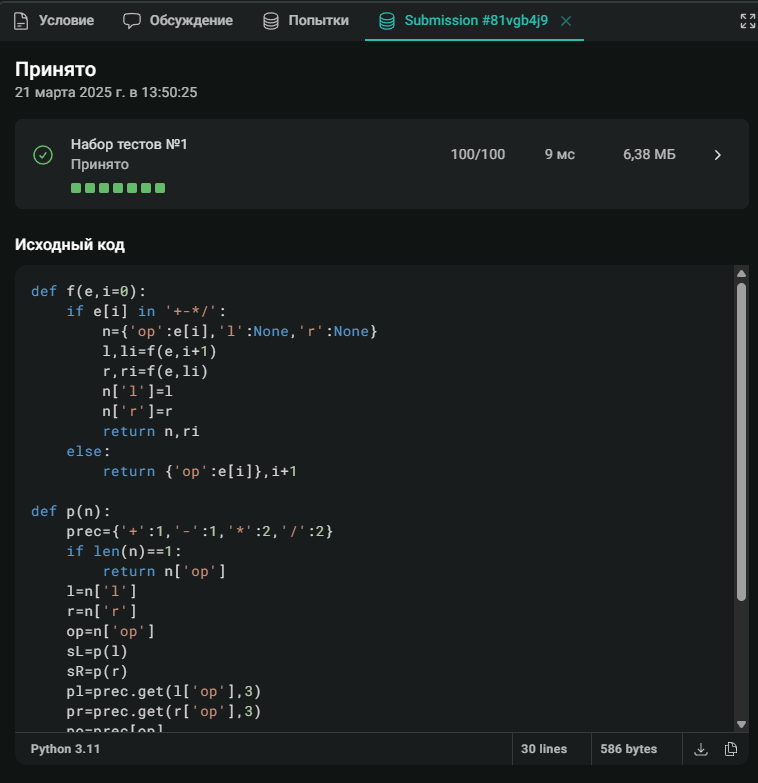 Условие Обсуждение Попытки Submission #81vgb4j9
Принято
21 марта 2025 г. в 13:50:25
Набор тестов №1
Принято
100/100 9 мс 6,38 МБ
Исходный код
def f(e,i=0):
    if e[i] in '+-*/':
        n={'op':e[i],'l':None,'r':None}
        l,li=f(e,i+1)
        r,ri=f(e,li)
        n['l']=l
        n['r']=r
        return n,ri
    else:
        return {'op':e[i]},i+1
def p(n):
    prec={'+':1,'-':1,'*':2,'/':2}
    if len(n)==1:
        return n['op']
    l=n['l']
    r=n['r']
    op=n['op']
    sL=p(l)
    sR=p(r)
    pl=prec.get(l['op'],3)
    pr=prec.get(r['op'],3)
    po=prec[op]
Python 3.11 30 lines 586 bytes